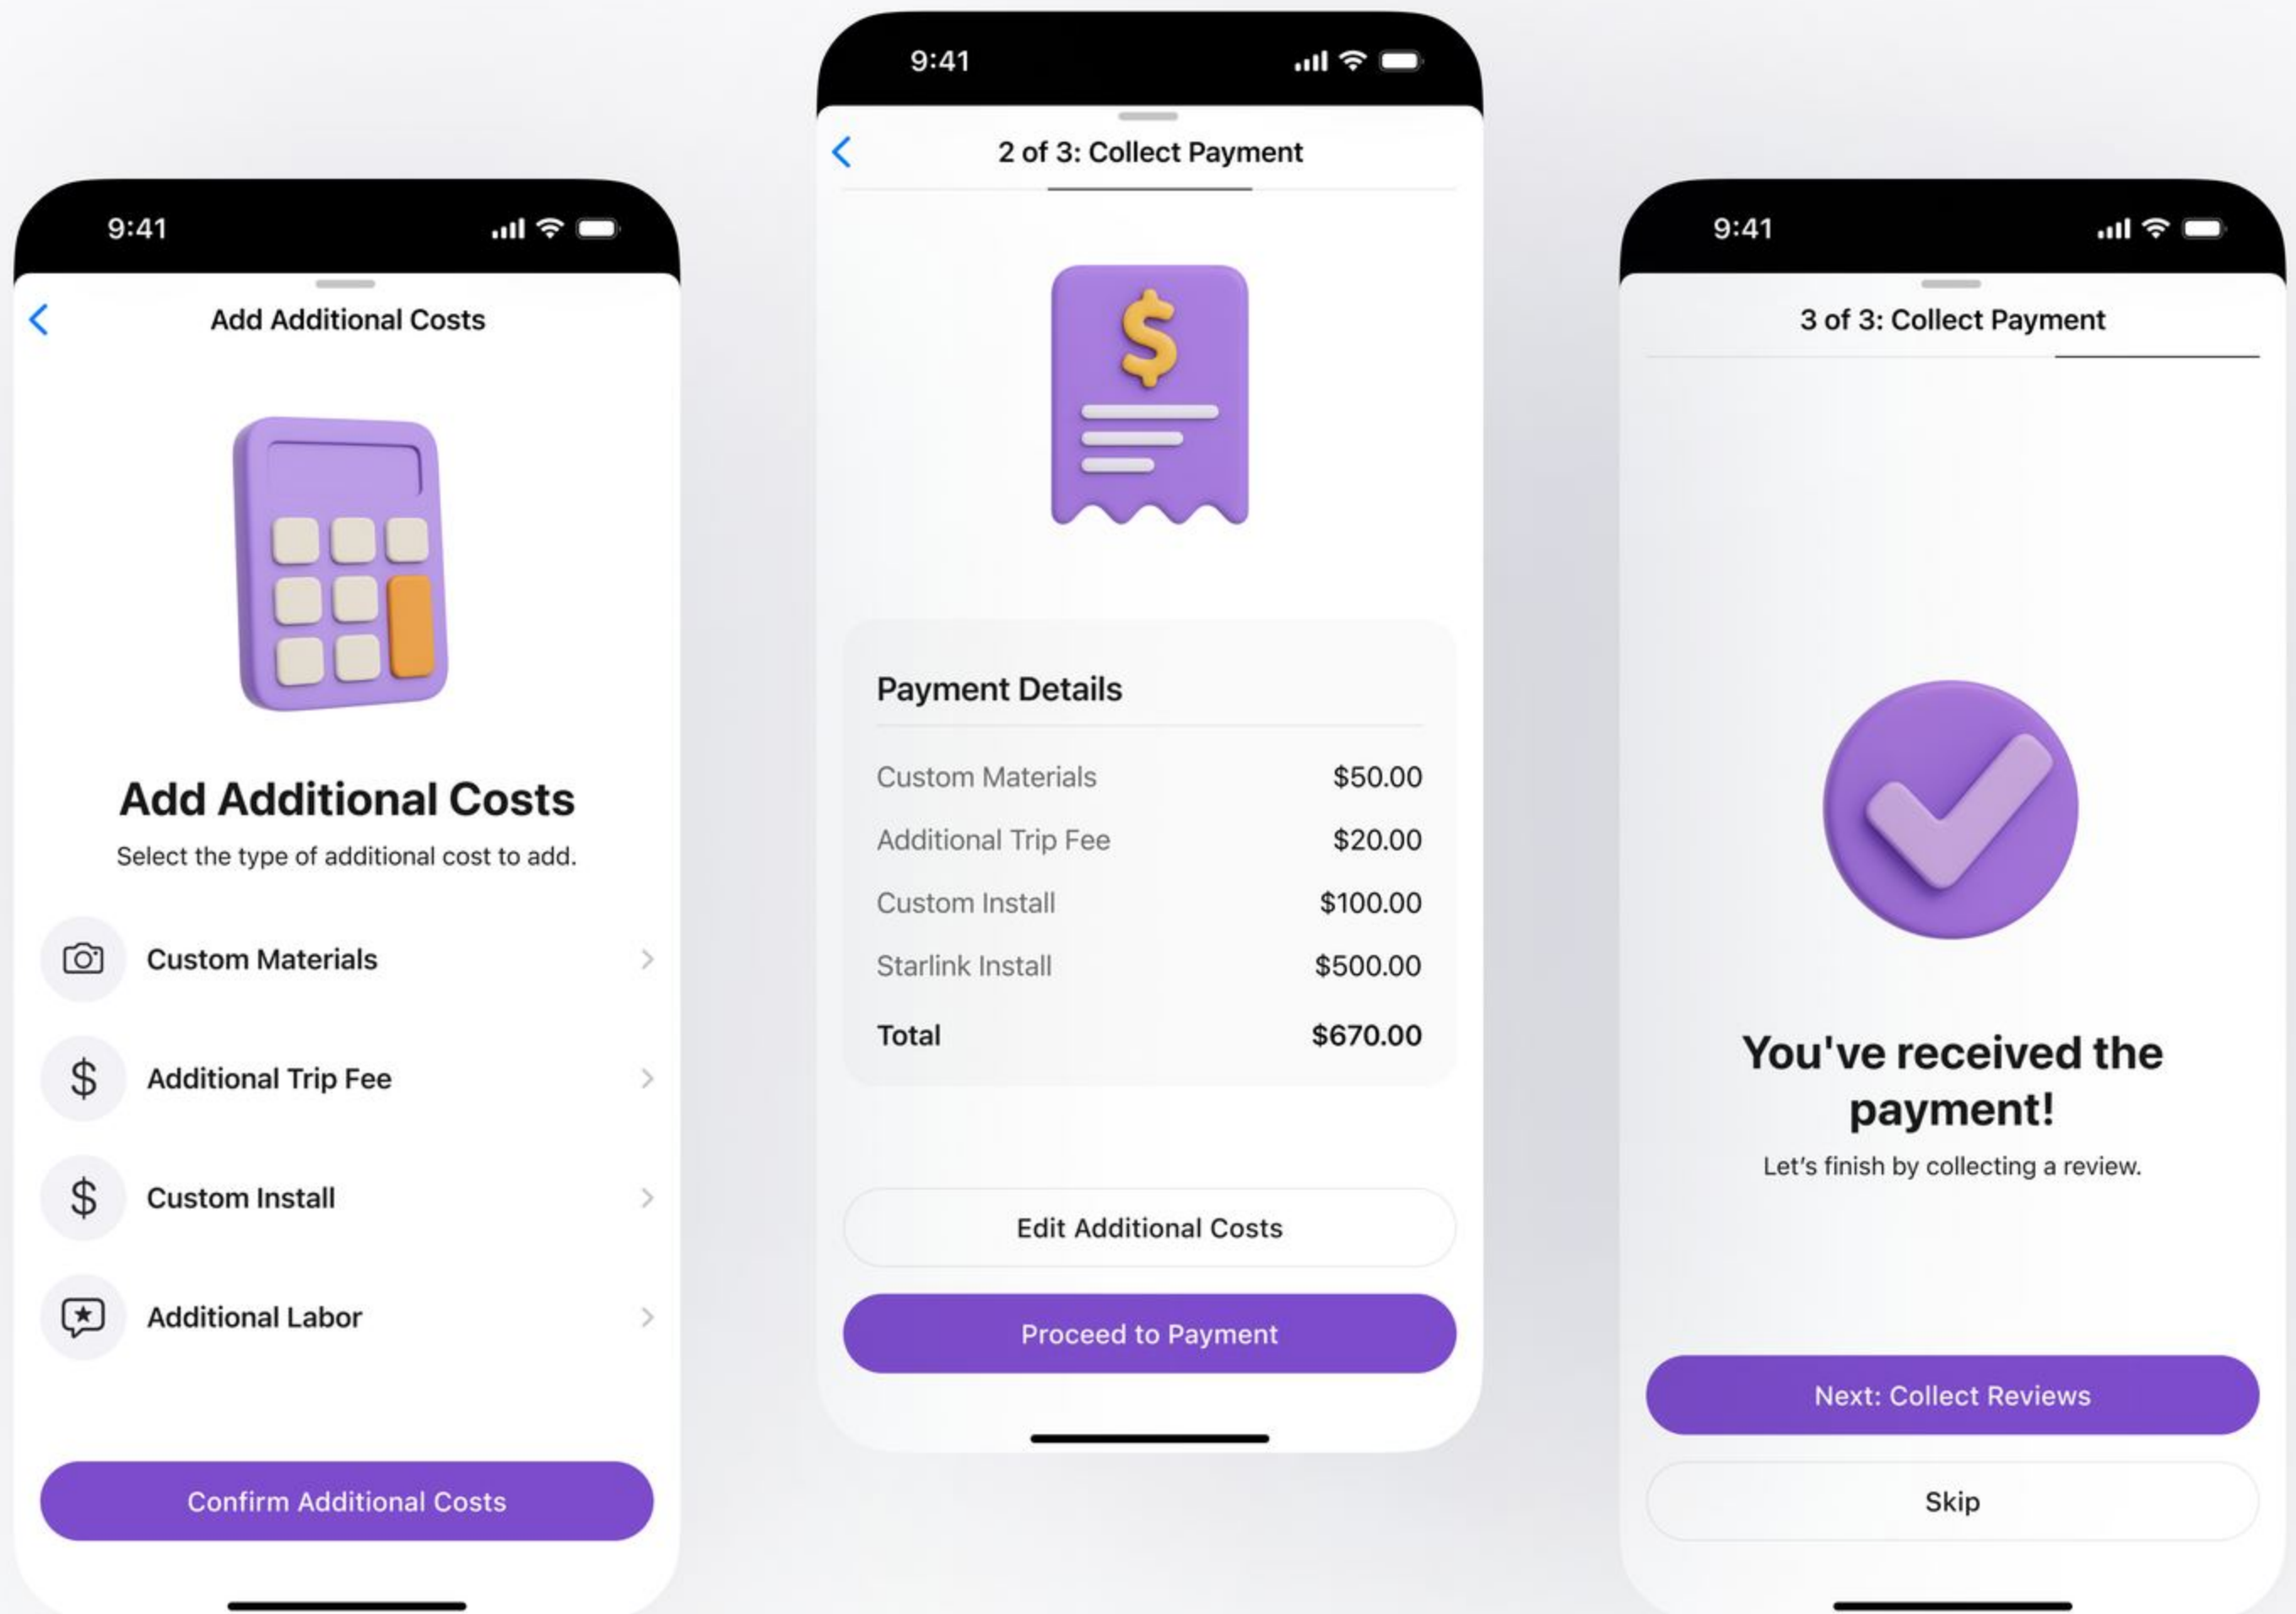 9:41
Add Additional Costs
Add Additional Costs
Select the type of additional cost to add.
Custom Materials
$ Additional Trip Fee
$ Custom Install
Additional Labor
Confirm Additional Costs
9:41
2 of 3: Collect Payment
$
Payment Details
Custom Materials $50.00
Additional Trip Fee $20.00
Custom Install $100.00
Starlink Install $500.00
Total $670.00
Edit Additional Costs
Proceed to Payment
9:41
3 of 3: Collect Payment
You've received the
payment!
Let’s finish by collecting a review.
Next: Collect Reviews
Skip